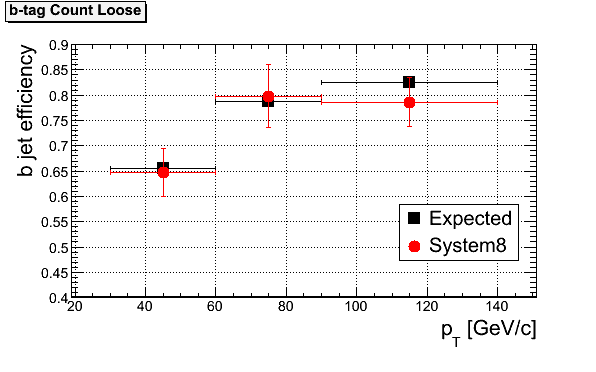 b-tag Count Loose
b jet efficiency
0.9
0.85
0.8
0.75
0.7
0.65
0.6
0.55
0.5
0.45
0.4
20 40 60 80 100 120 140
Expected
System8
pT [GeV/c]